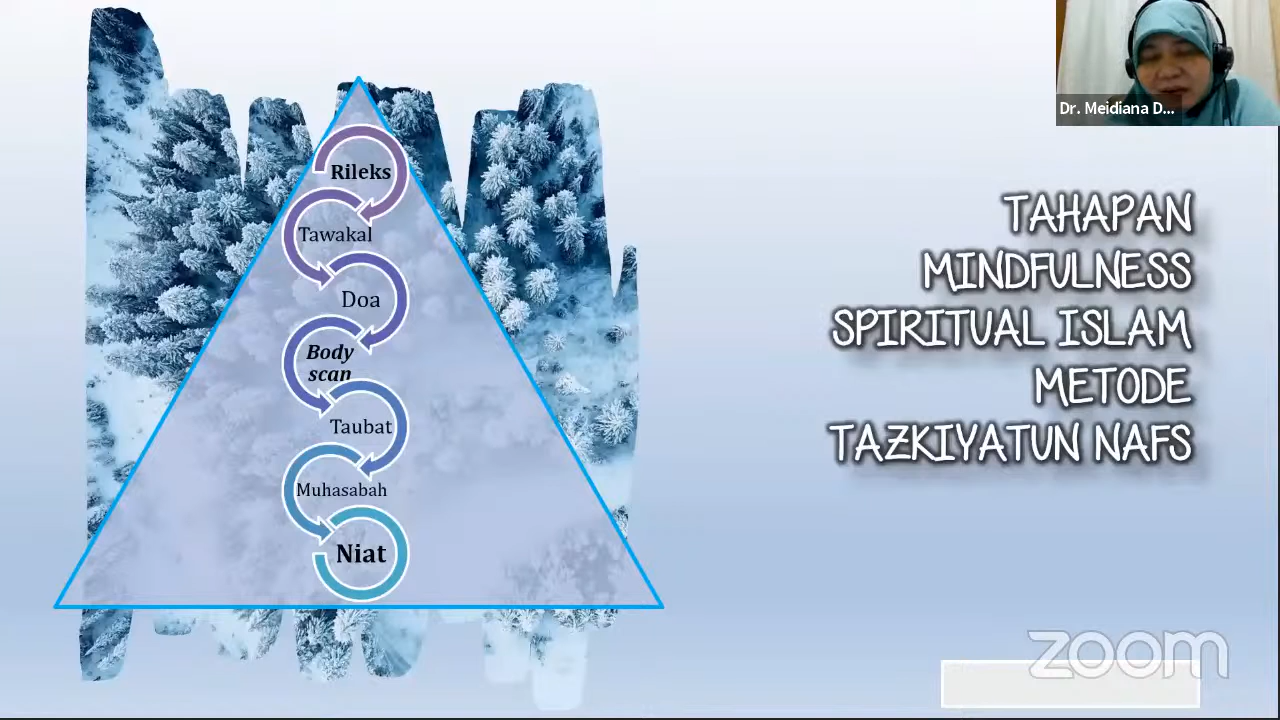 Dr. Meidiana D...
Rileks
Tawakal
Doa
Body
scan
Taubat
Muhasabah
Niat
TAHAPAN
MINDFULNESS
SPIRITUAL ISLAM
METODE
TAZKIYATUN NAFS
zoom